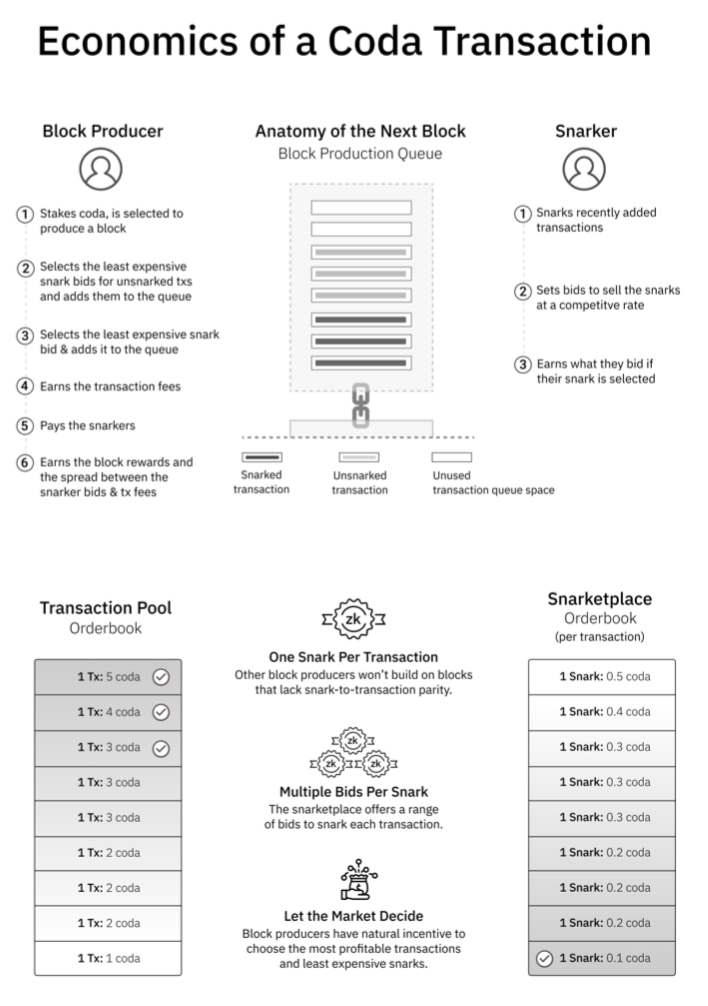 Economics of a Coda Transaction
Block Producer
1 Stakes coda, is selected to
produce a block
2 Selects the least expensive
snark bids for unsnarked txs
and adds them to the queue
3 Selects the least expensive snark
bid & adds it to the queue
4 Earns the transaction fees
5 Pays the snarkers
6 Earns the block rewards and
the spread between the
snarker bids & tx fees
Anatomy of the Next Block
Block Production Queue
Snarked
transaction
Unsnarked
transaction
Unused
transaction queue space
Snarker
1 Snarks recently added
transactions
2 Sets bids to sell the snarks
at a competitve rate
3 Earns what they bid if
their snark is selected
Transaction Pool
Orderbook
1 Tx: 5 coda
1 Tx: 4 coda
1 Tx: 3 coda
1 Tx: 3 coda
1 Tx: 3 coda
1 Tx: 2 coda
1 Tx: 2 coda
1 Tx: 2 coda
1 Tx: 1 coda
zk
One Snark Per Transaction
Other block producers won't build on blocks
that lack snark-to-transaction parity.
zk
zk zk
Multiple Bids Per Snark
The snarketplace offers a range
of bids to snark each transaction.
$
Let the Market Decide
Block producers have natural incentive to
choose the most profitable transactions
and least expensive snarks.
Snarketplace
Orderbook
(per transaction)
1 Snark: 0.5 coda
1 Snark: 0.4 coda
1 Snark: 0.3 coda
1 Snark: 0.3 coda
1 Snark: 0.3 coda
1 Snark: 0.2 coda
1 Snark: 0.2 coda
1 Snark: 0.2 coda
1 Snark: 0.1 coda